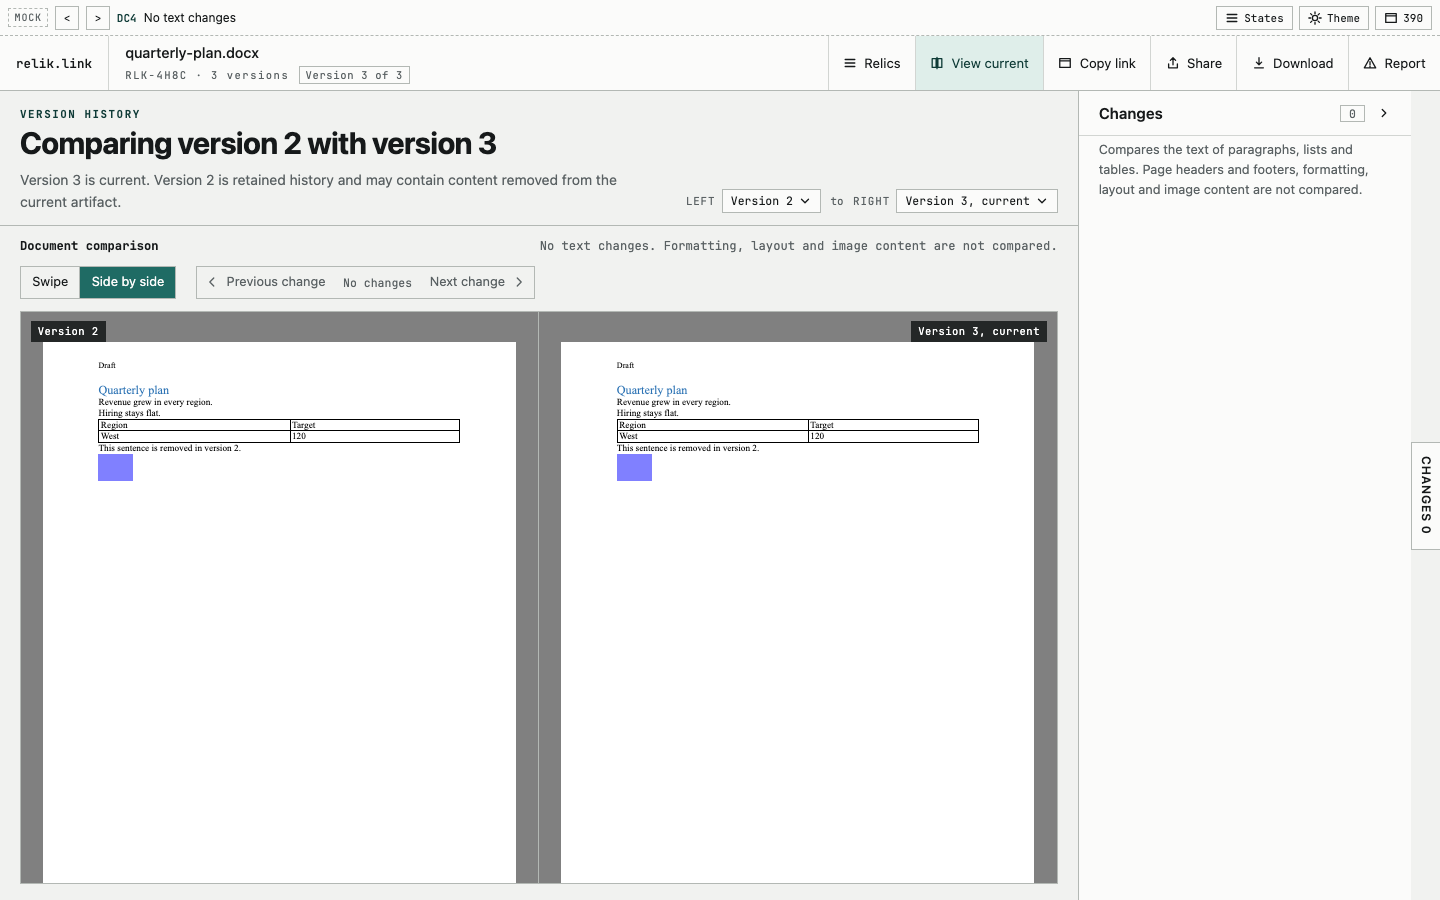 MOCK < > DC4 No text changes States Theme 390
relik.link
quarterly-plan.docx
RLK-4H8C · 3 versions Version 3 of 3
Relics View current Copy link Share Download Report
VERSION HISTORY
Comparing version 2 with version 3
Version 3 is current. Version 2 is retained history and may contain content removed from the
current artifact.
LEFT Version 2 to RIGHT Version 3, current
Document comparison
No text changes. Formatting, layout and image content are not compared.
Swipe Side by side Previous change No changes Next change
Version 2
Draft
Quarterly plan
Revenue grew in every region.
Hiring stays flat.
Region Target
West 120
This sentence is removed in version 2.
Version 3, current
Draft
Quarterly plan
Revenue grew in every region.
Hiring stays flat.
Region Target
West 120
This sentence is removed in version 2.
Changes 0
Compares the text of paragraphs, lists and
tables. Page headers and footers, formatting,
layout and image content are not compared.
CHANGES 0